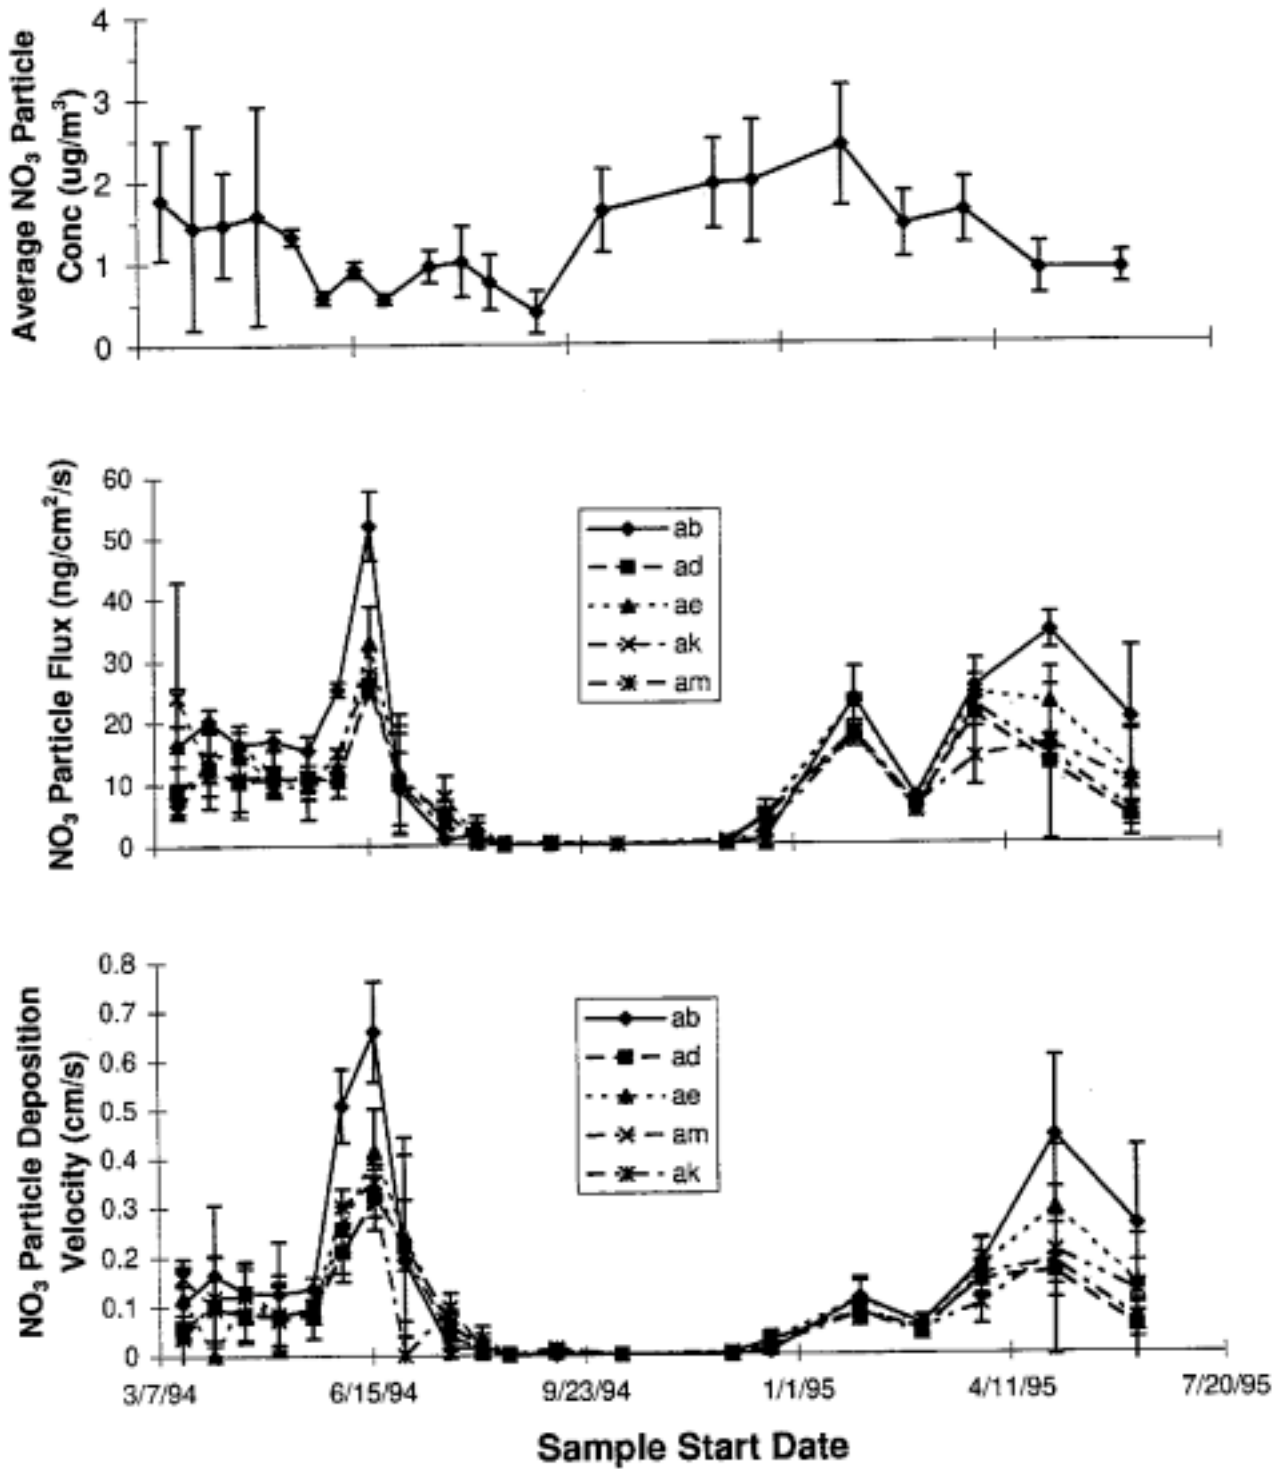 Average NO3 Particle
Conc (ug/m3)
4
3
2
1
0
NO3 Particle Flux (ng/cm2/s)
60
50
40
30
20
10
0
ab
ad
ae
ak
am
NO3 Particle Deposition
Velocity (cm/s)
0.8
0.7
0.6
0.5
0.4
0.3
0.2
0.1
0
ab
ad
ae
am
ak
3/7/94 6/15/94 9/23/94 1/1/95 4/11/95 7/20/95
Sample Start Date